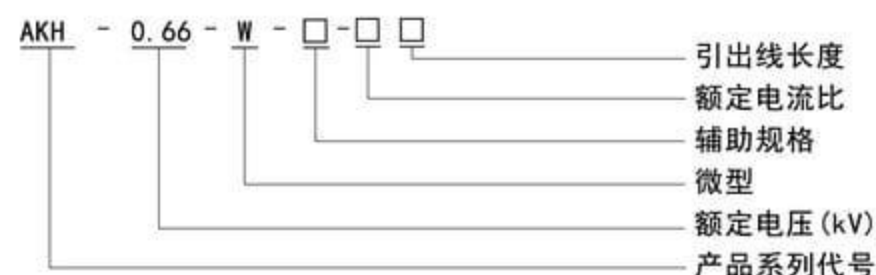 AKH - 0.66 - W - □ - □ □
引出线长度
额定电流比
辅助规格
微型
额定电压(kV)
产品系列代号